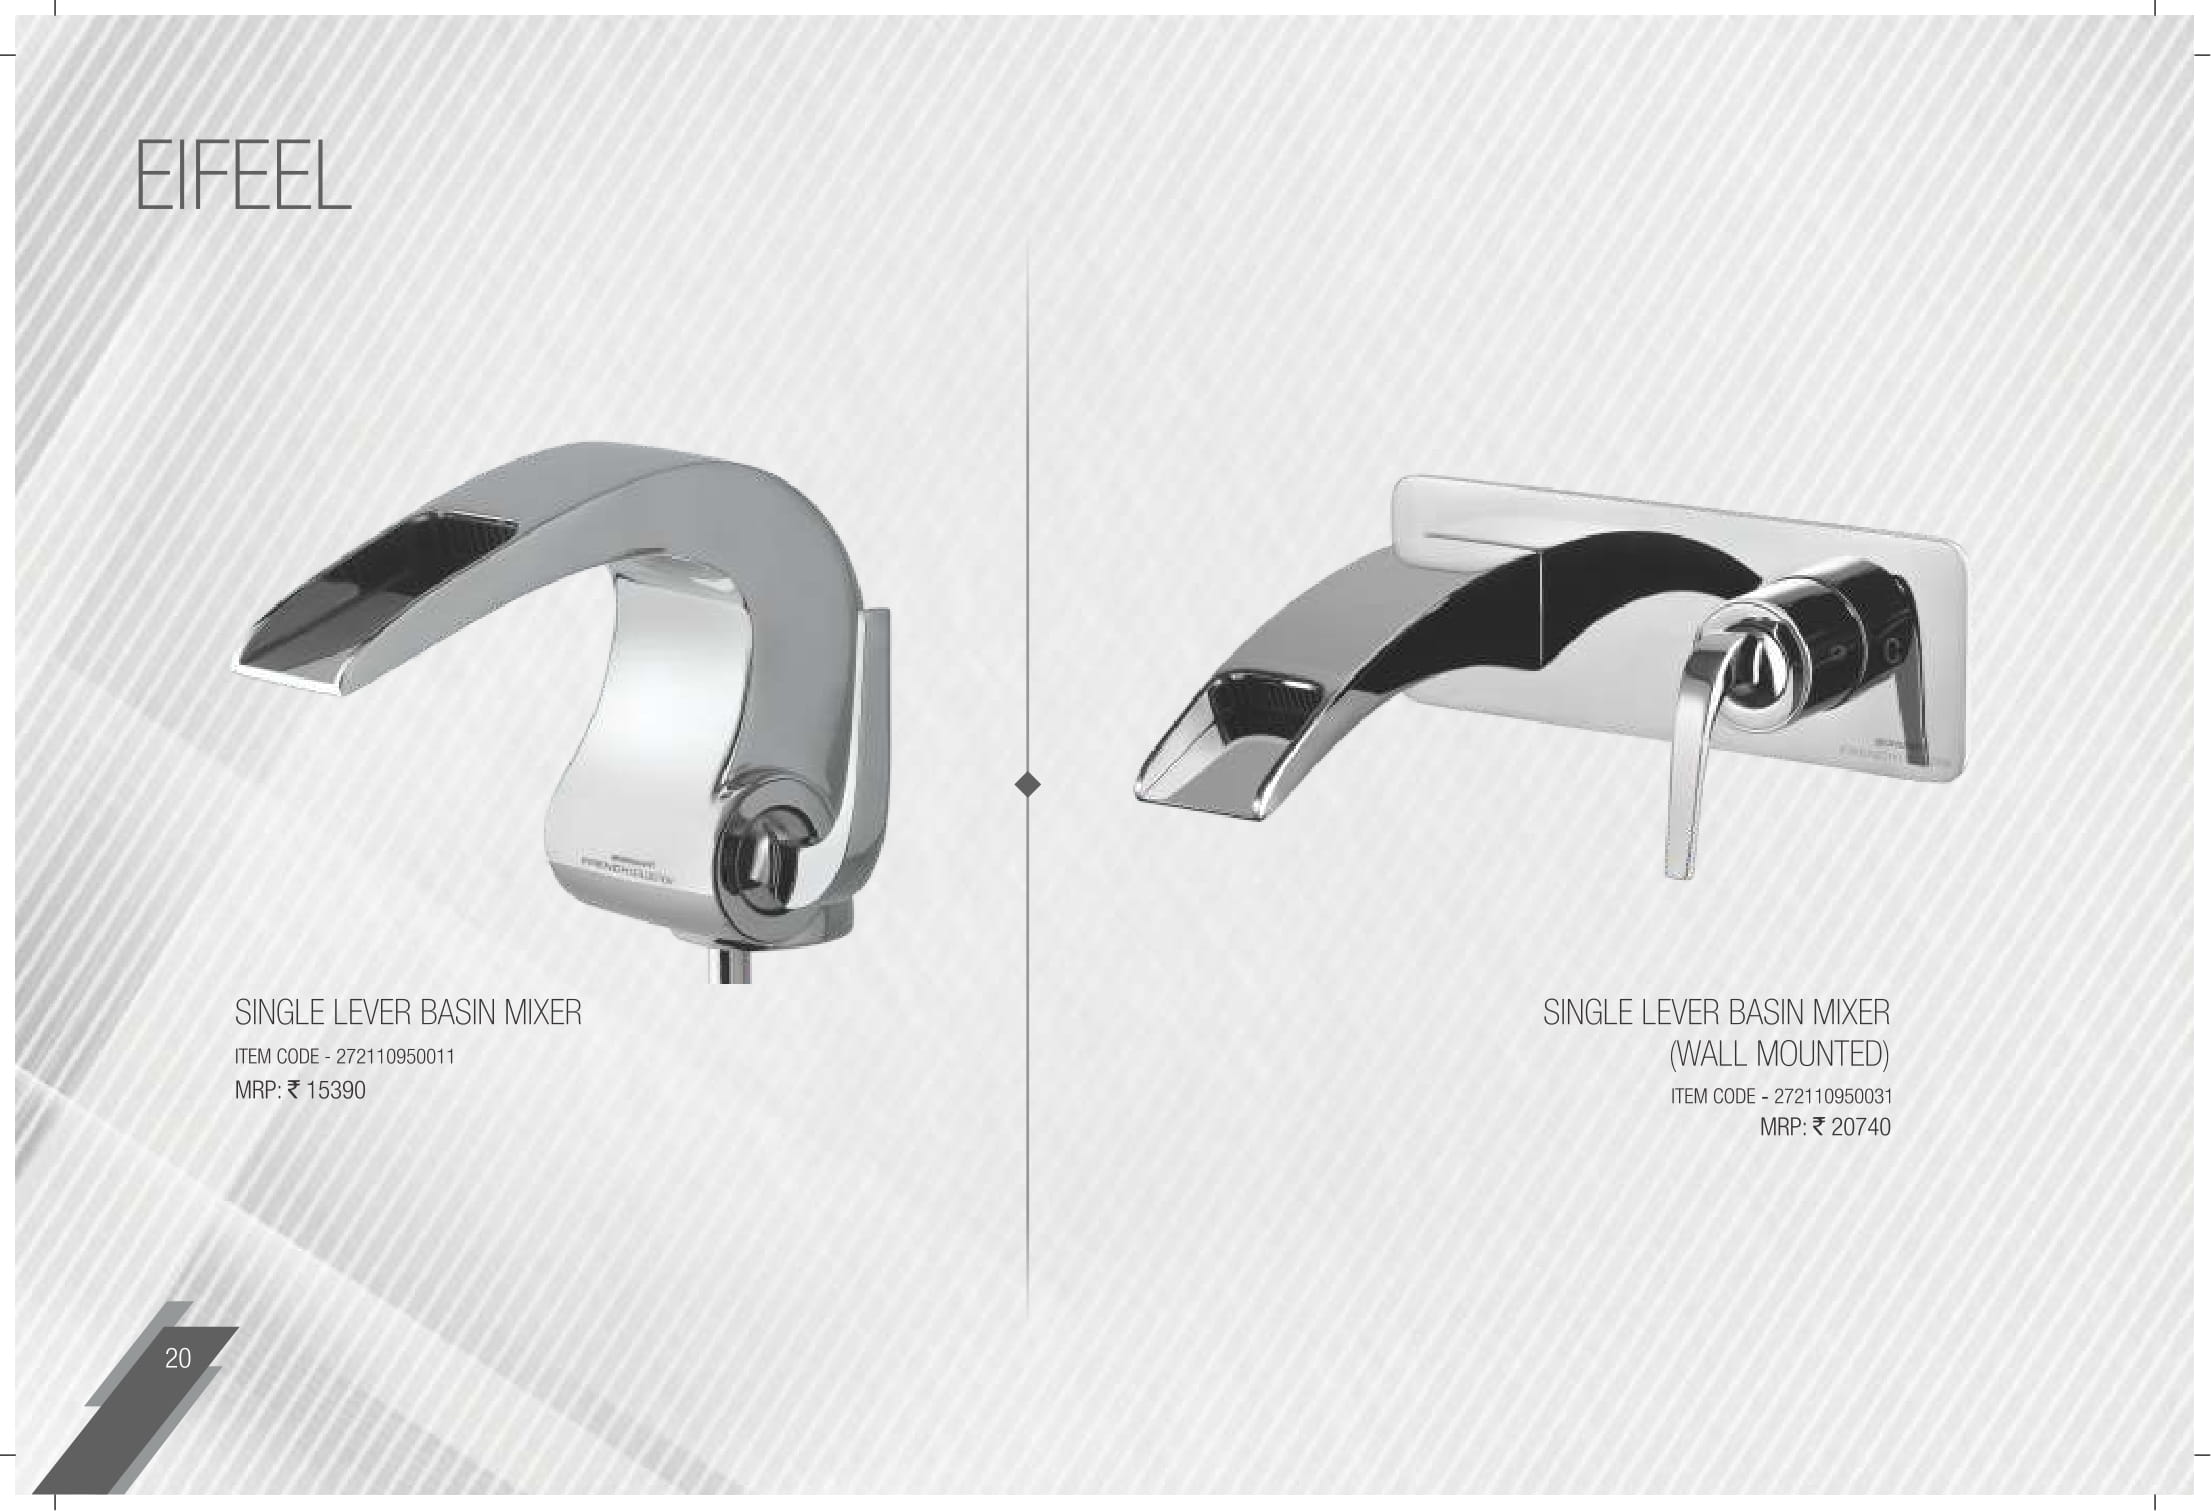 EIFEEL
SINGLE LEVER BASIN MIXER
ITEM CODE - 272110950011
MRP: ₹ 15390
SINGLE LEVER BASIN MIXER
(WALL MOUNTED)
ITEM CODE - 272110950031
MRP: ₹ 20740
20